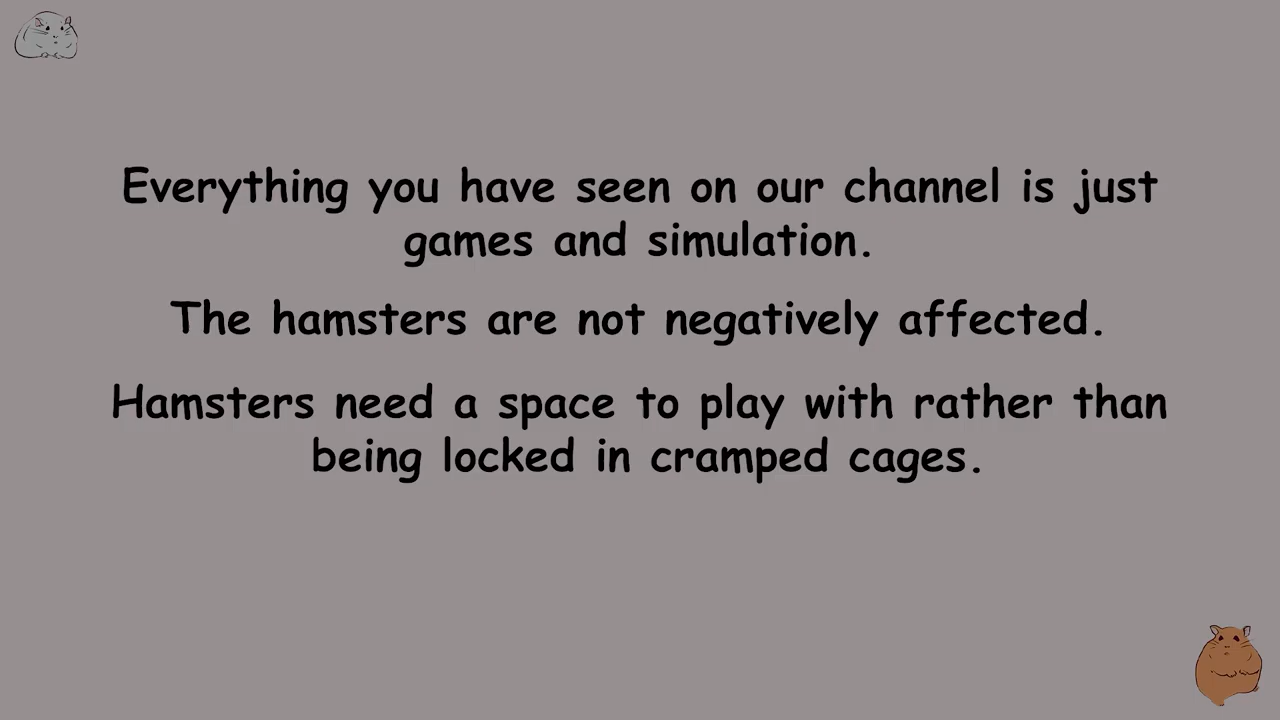 Everything you have seen on our channel is just
games and simulation.
The hamsters are not negatively affected.
Hamsters need a space to play with rather than
being locked in cramped cages.